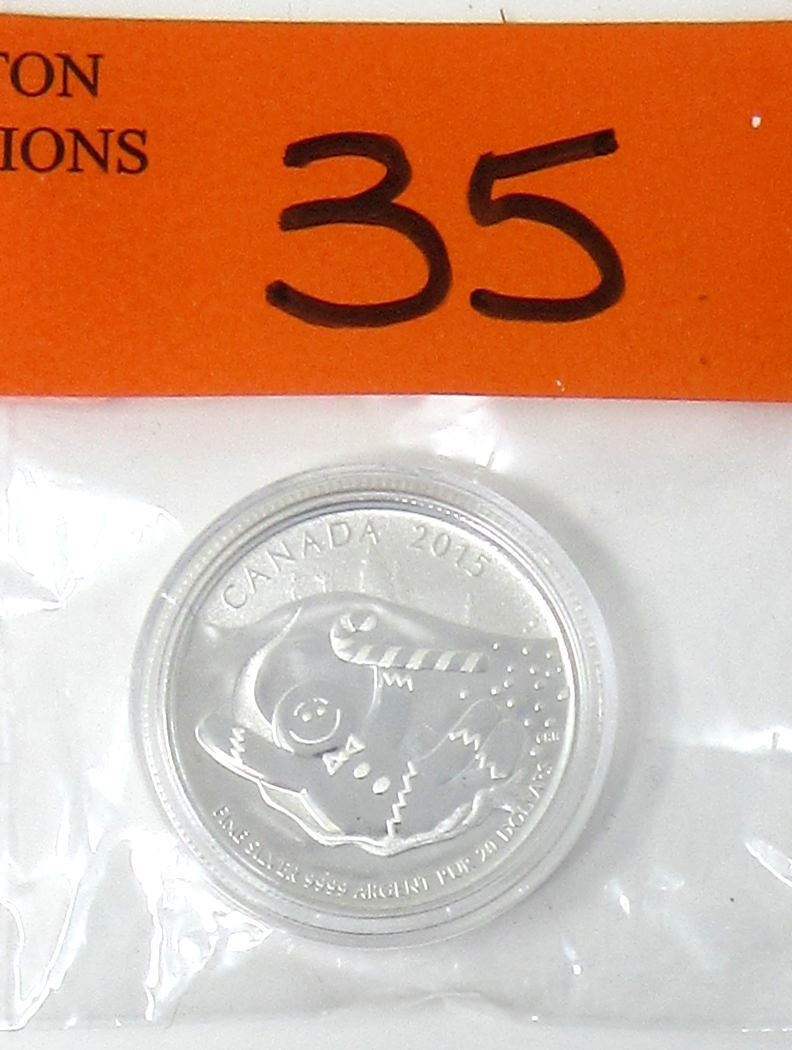 TON
IONS
35
CANADA 2015
FINE SILVER 9999 ARGENT PUR 20 DOLLARS